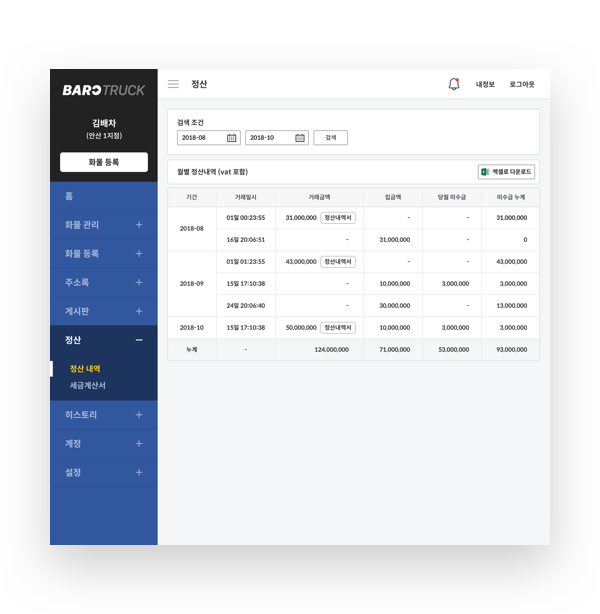 BAROTRUCK
정산
내정보
로그아웃
김배차
(안산 1지점)
화물 등록
홈
화물 관리
화물 등록
주소록
게시판
정산
정산 내역
세금계산서
히스토리
계정
설정
검색 조건
2018-08
2018-10
검색
월별 정산내역 (vat 포함)
엑셀로 다운로드
기간 거래일시 거래금액 입금액 당월 미수금 미수금 누계
2018-08 01일 00:23:55 31,000,000 정산내역서 - - 31,000,000
16일 20:06:51 - 31,000,000 - 0
2018-09 01일 01:23:55 43,000,000 정산내역서 - - 43,000,000
15일 17:10:38 - 10,000,000 3,000,000 3,000,000
24일 20:06:40 - 30,000,000 - 13,000,000
2018-10 15일 17:10:38 50,000,000 정산내역서 10,000,000 3,000,000 3,000,000
누계 - 124,000,000 71,000,000 53,000,000 93,000,000